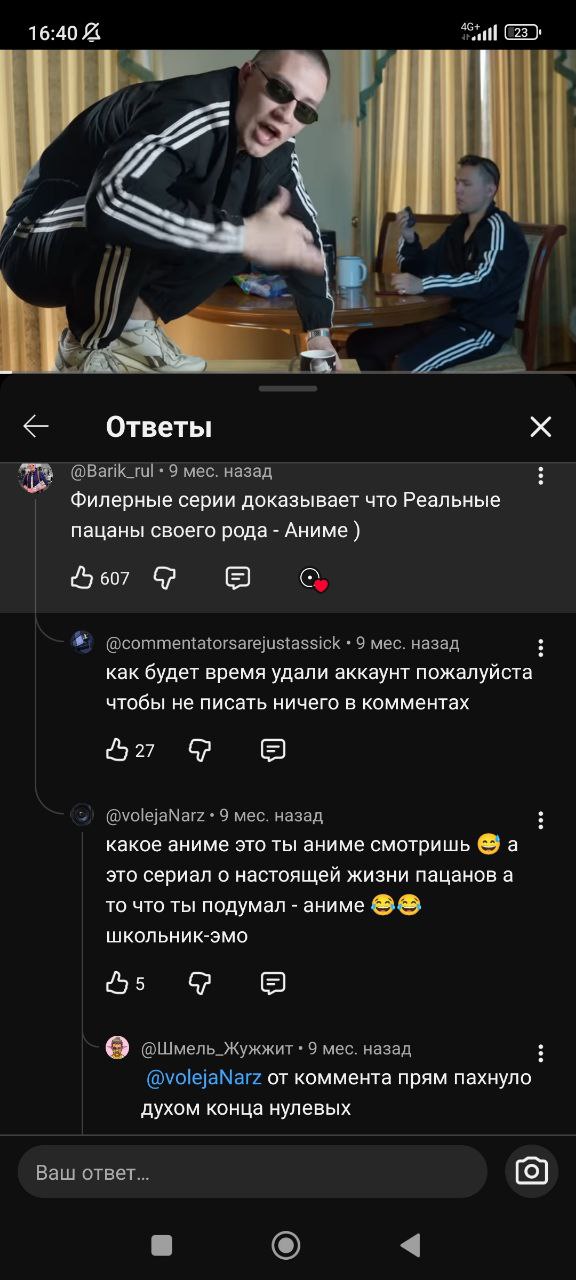 16:40
4G+
23
Ответы
@Barik_rul • 9 мес. назад
Филерные серии доказывает что Реальные
пацаны своего рода - Аниме )
607
@commentatorsarejustassick • 9 мес. назад
как будет время удали аккаунт пожалуйста
чтобы не писать ничего в комментах
27
@volejaNarz • 9 мес. назад
какое аниме это ты аниме смотришь 😅 а
это сериал о настоящей жизни пацанов а
то что ты подумал - аниме 😂😂
школьник-эмо
5
@Шмель_Жужжит • 9 мес. назад
@volejaNarz от коммента прям пахнуло
духом конца нулевых
Ваш ответ...